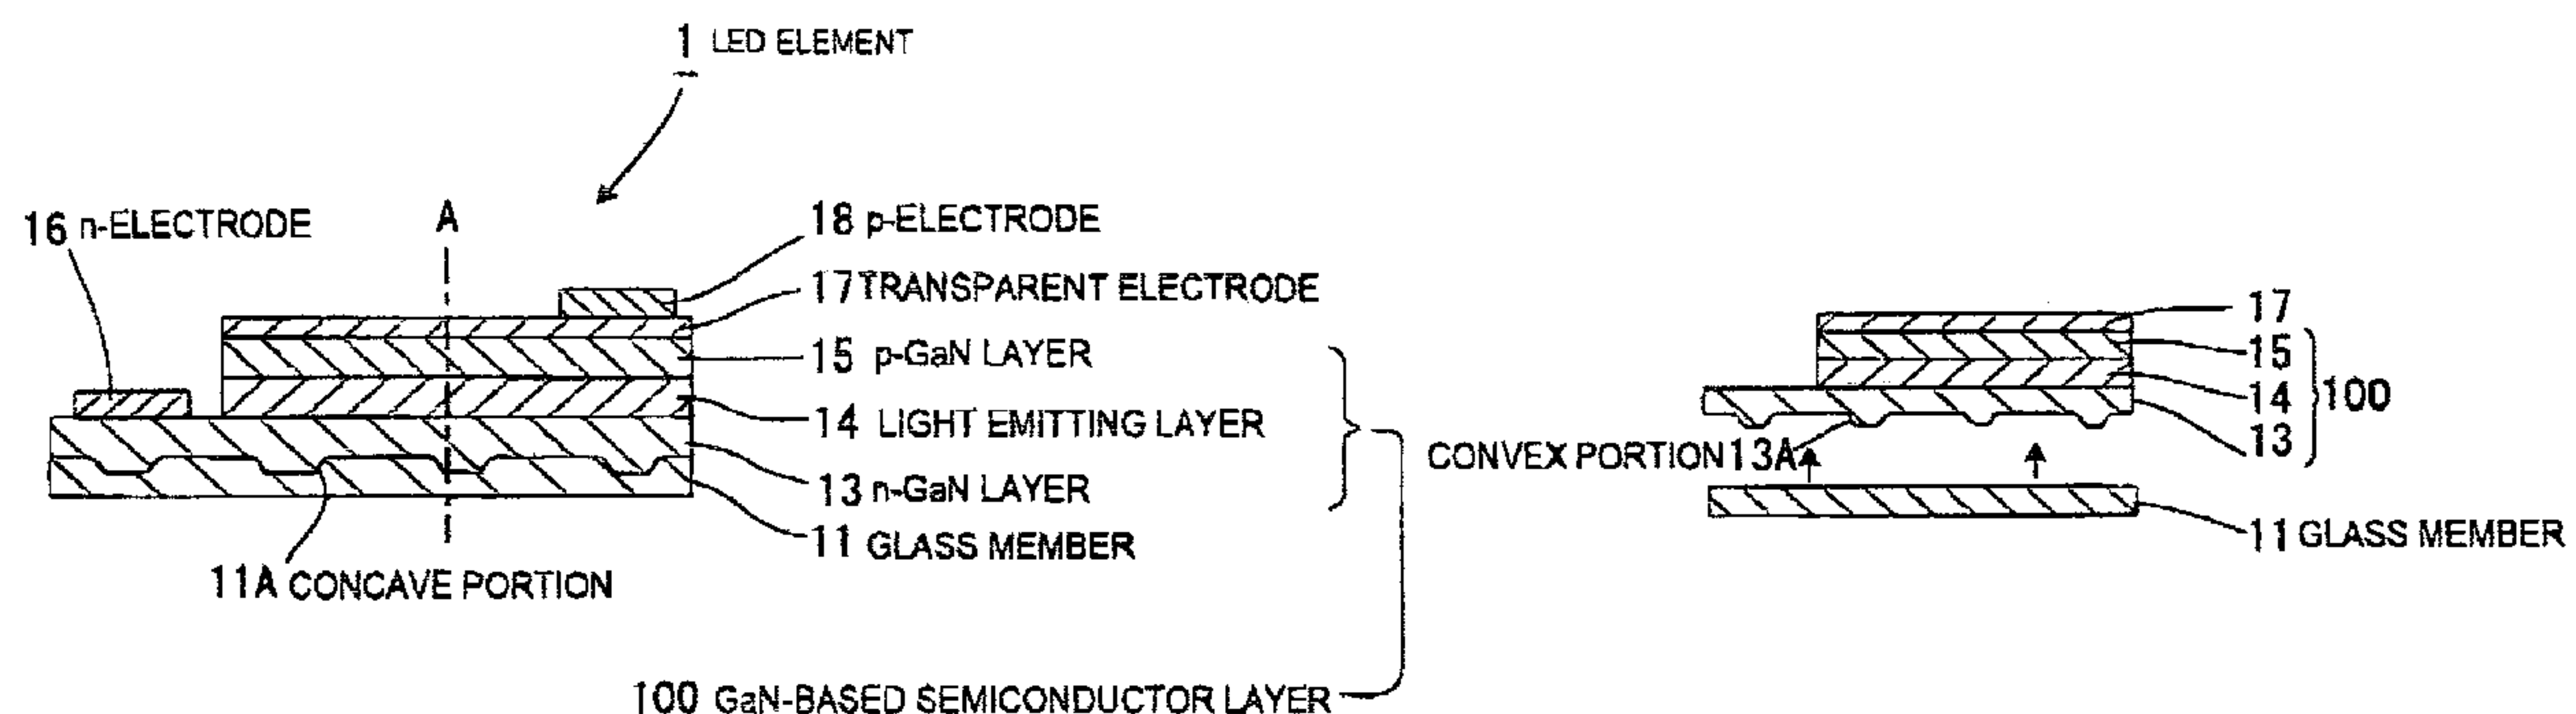 1 LED ELEMENT
16 n-ELECTRODE
A
18 p-ELECTRODE
17 TRANSPARENT ELECTRODE
15 p-GaN LAYER
14 LIGHT EMITTING LAYER
13 n-GaN LAYER
11 GLASS MEMBER
11A CONCAVE PORTION
100 GaN-BASED SEMICONDUCTOR LAYER
17
15
14
100
13
CONVEX PORTION 13A
11 GLASS MEMBER